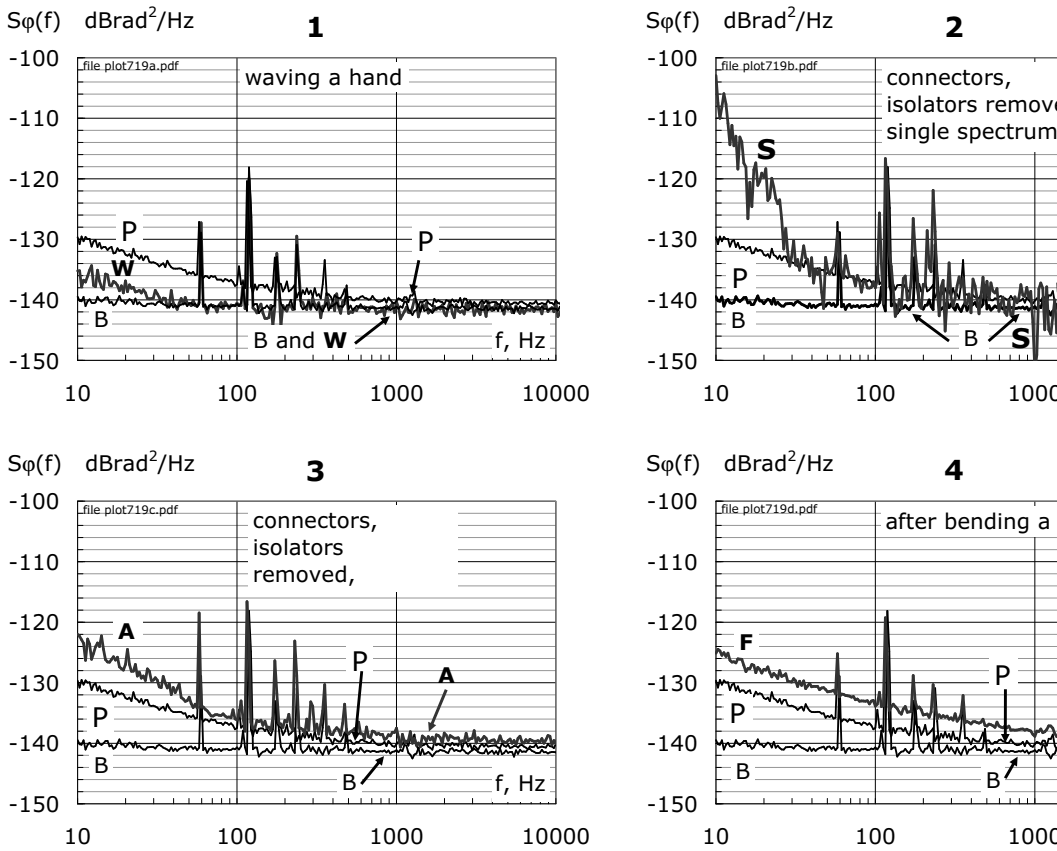 Sφ(f) dBrad²/Hz 1
-100
-110
-120
-130
-140
-150
file plot719a.pdf
waving a hand
P
W
B
P
B and W
f, Hz
10 100 1000 10000
Sφ(f) dBrad²/Hz 2
-100
-110
-120
-130
-140
-150
file plot719b.pdf
connectors,
isolators remove
single spectrum
S
P
B
B
S
10 100 1000
Sφ(f) dBrad²/Hz 3
-100
-110
-120
-130
-140
-150
file plot719c.pdf
connectors,
isolators
removed,
A
P
B
P
A
B
f, Hz
10 100 1000 10000
Sφ(f) dBrad²/Hz 4
-100
-110
-120
-130
-140
-150
file plot719d.pdf
after bending a
F
P
B
P
B
10 100 1000